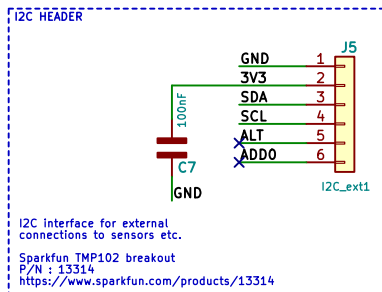 I2C HEADER
J5
GND 1
3V3 2
SDA 3
SCL 4
ALT 5
ADD0 6
100nF
C7
GND
I2C_ext1
I2C interface for external
connections to sensors etc.
Sparkfun TMP102 breakout
P/N : 13314
https://www.sparkfun.com/products/13314